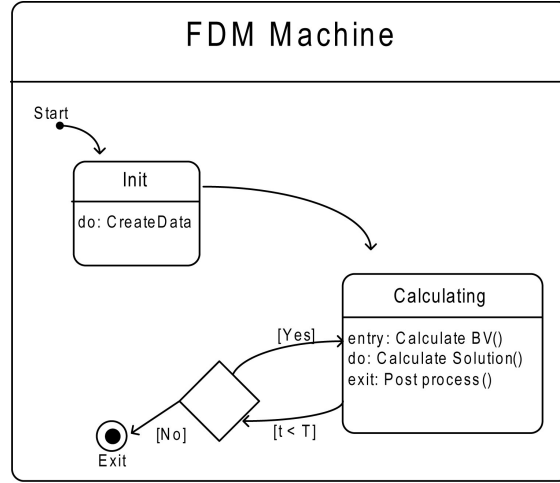 FDM Machine
Start
Init
do: CreateData
Calculating
entry: Calculate BV()
do: Calculate Solution()
exit: Post process()
[Yes]
[No]
[t < T]
Exit